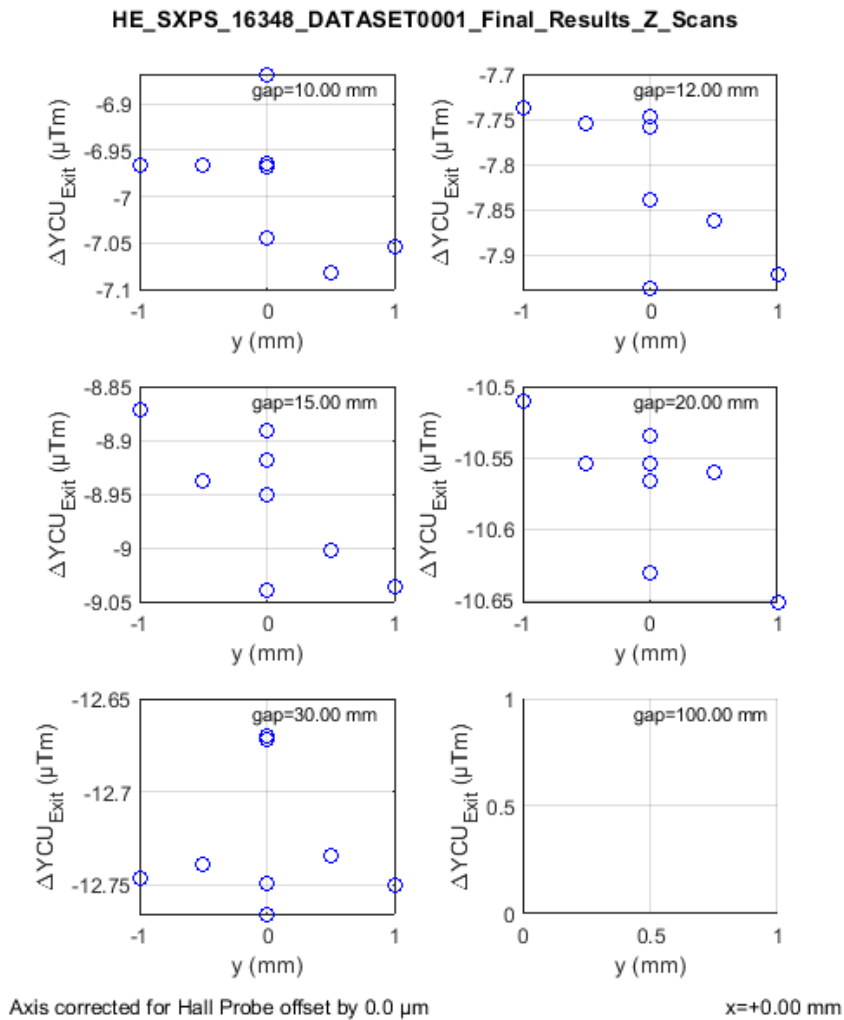 HE_SXPS_16348_DATASET0001_Final_Results_Z_Scans
gap=10.00 mm
-6.9
-6.95
-7
-7.05
-7.1
-1
0
1
ΔYCU_Exit (μTm)
y (mm)
gap=12.00 mm
-7.7
-7.75
-7.8
-7.85
-7.9
-1
0
1
ΔYCU_Exit (μTm)
y (mm)
gap=15.00 mm
-8.85
-8.9
-8.95
-9
-9.05
-1
0
1
ΔYCU_Exit (μTm)
y (mm)
gap=20.00 mm
-10.5
-10.55
-10.6
-10.65
-1
0
1
ΔYCU_Exit (μTm)
y (mm)
gap=30.00 mm
-12.65
-12.7
-12.75
-1
0
1
ΔYCU_Exit (μTm)
y (mm)
gap=100.00 mm
1
0.5
0
0
0.5
1
ΔYCU_Exit (μTm)
y (mm)
Axis corrected for Hall Probe offset by 0.0 μm
x=+0.00 mm